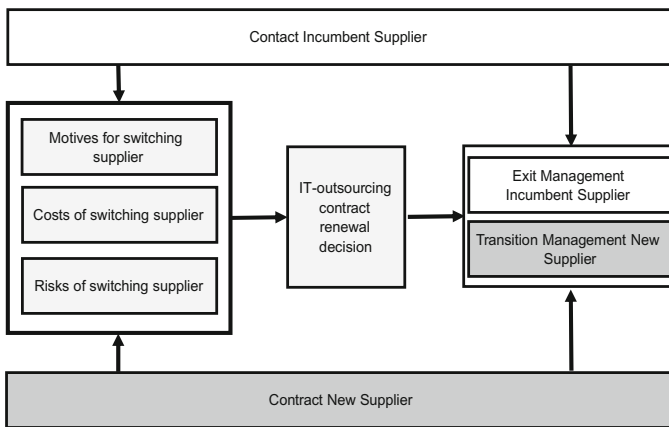 Contact Incumbent Supplier
Motives for switching
supplier
Costs of switching supplier
Risks of switching supplier
IT-outsourcing
contract
renewal
decision
Exit Management
Incumbent Supplier
Transition Management New
Supplier
Contract New Supplier